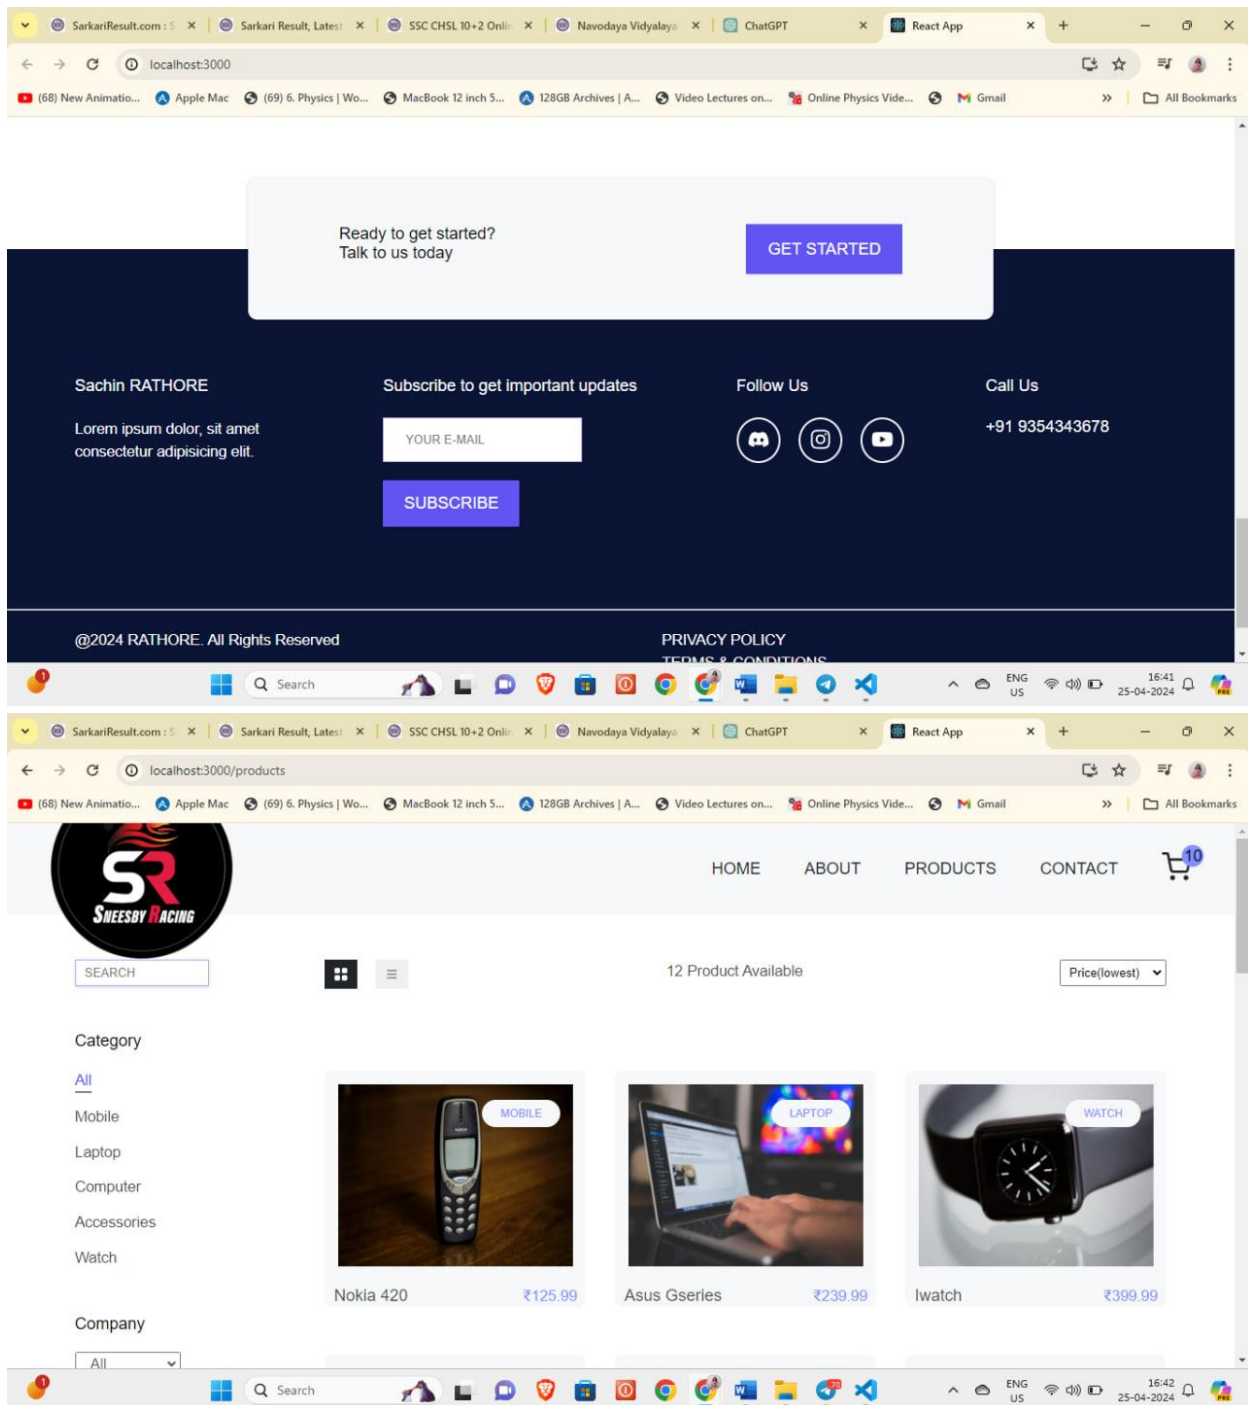 SarkariResult.com : S
Sarkari Result, Latest
SSC CHSL 10+2 Onlin
Navodaya Vidyalaya
ChatGPT
React App
localhost:3000
(68) New Animatio...
Apple Mac
(69) 6. Physics | Wo...
MacBook 12 inch 5...
128GB Archives | A...
Video Lectures on...
Online Physics Vide...
Gmail
»
All Bookmarks
Ready to get started?
Talk to us today
GET STARTED
Sachin RATHORE
Subscribe to get important updates
Follow Us
Call Us
Lorem ipsum dolor, sit amet
consectetur adipisicing elit.
YOUR E-MAIL
+91 9354343678
SUBSCRIBE
@2024 RATHORE. All Rights Reserved
PRIVACY POLICY
TERMS & CONDITIONS
1
Search
ENG
US
16:41
25-04-2024
PRE
SarkariResult.com : S
Sarkari Result, Latest
SSC CHSL 10+2 Onlin
Navodaya Vidyalaya
ChatGPT
React App
localhost:3000/products
(68) New Animatio...
Apple Mac
(69) 6. Physics | Wo...
MacBook 12 inch 5...
128GB Archives | A...
Video Lectures on...
Online Physics Vide...
Gmail
»
All Bookmarks
SR
SNEESBY RACING
HOME
ABOUT
PRODUCTS
CONTACT
10
SEARCH
12 Product Available
Price(lowest)
Category
All
Mobile
Laptop
Computer
Accessories
Watch
MOBILE
LAPTOP
WATCH
Nokia 420
₹125.99
Asus Gseries
₹239.99
Iwatch
₹399.99
Company
All
1
Search
70
ENG
US
16:42
25-04-2024
PRE